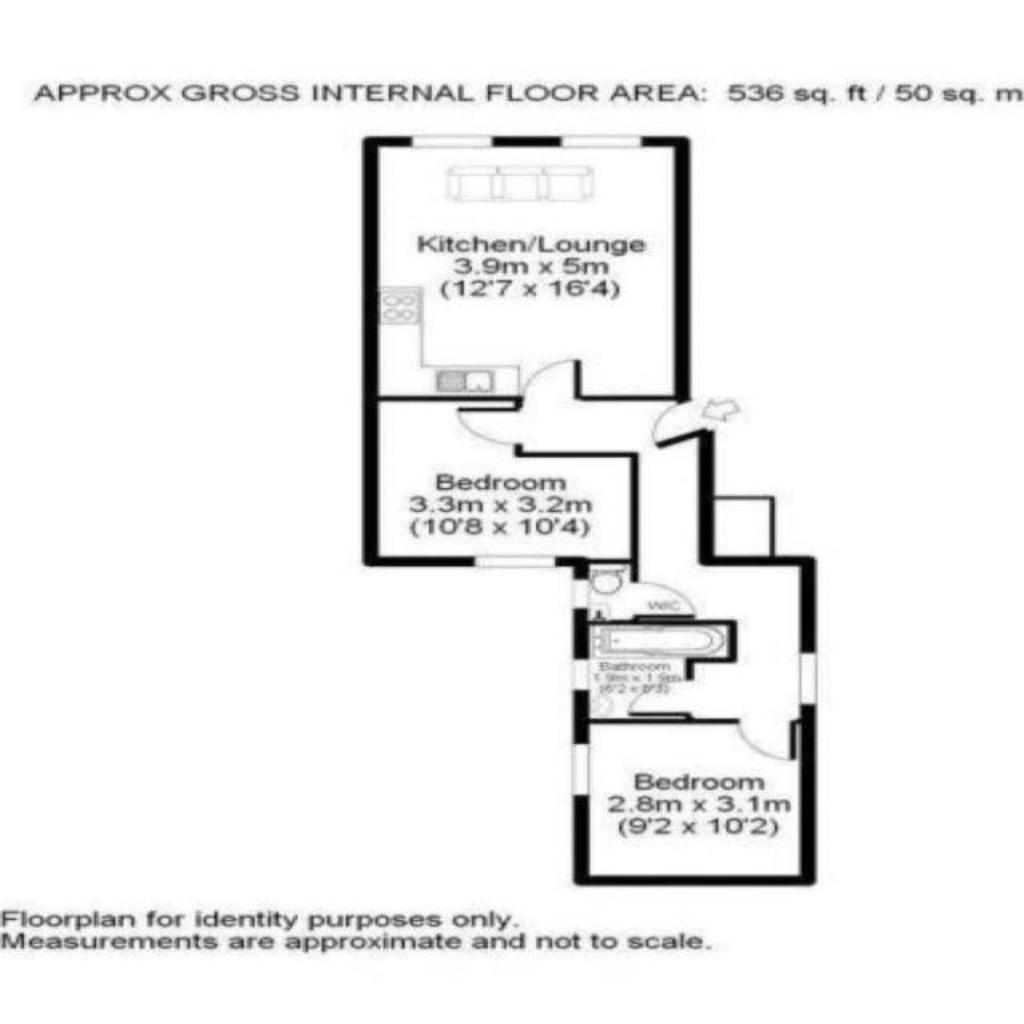 APPROX GROSS INTERNAL FLOOR AREA: 536 sq. ft / 50 sq. m
Kitchen/Lounge
3.9m x 5m
(12'7 x 16'4)
Bedroom
3.3m x 3.2m
(10'8 x 10'4)
W/C
Bathroom
1.9m x 1.9m
(6'2 x 6'3)
Bedroom
2.8m x 3.1m
(9'2 x 10'2)
Floorplan for identity purposes only.
Measurements are approximate and not to scale.